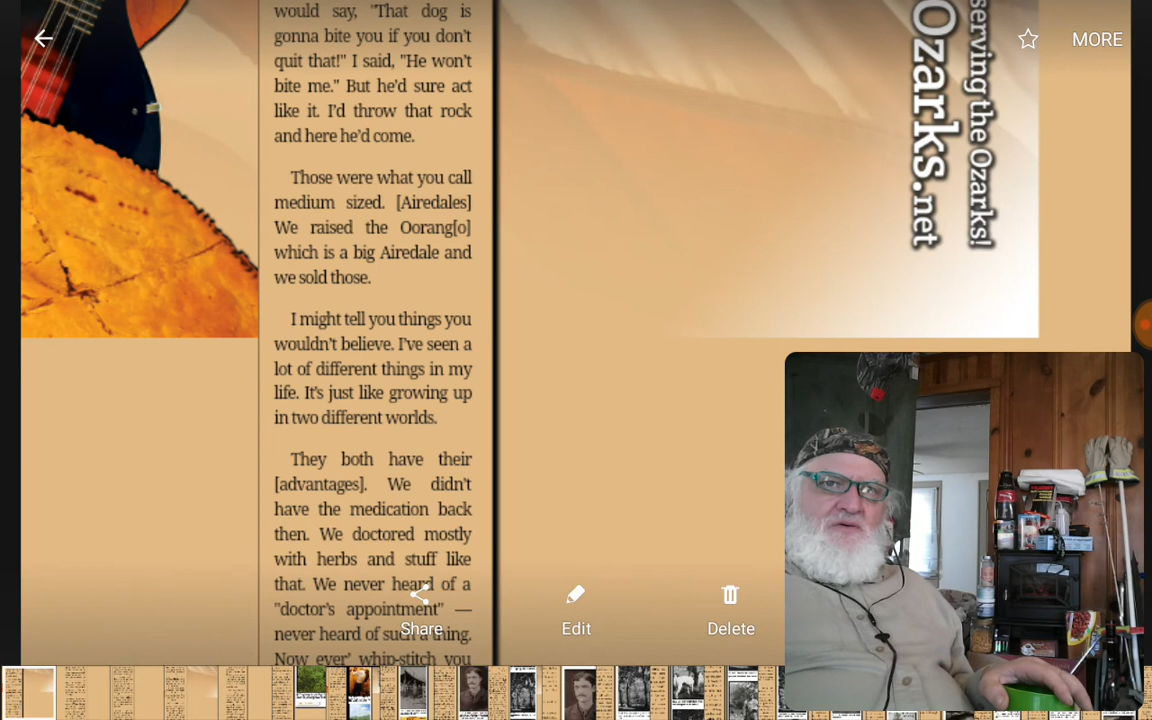 would say, "That dog is
gonna bite you if you don't
quit that!" I said, "He won't
bite me." But he'd sure act
like it. I'd throw that rock
and here he'd come.
Those were what you call
medium sized. [Airedales]
We raised the Oorang[o]
which is a big Airedale and
we sold those.
I might tell you things you
wouldn't believe. I've seen a
lot of different things in my
life. It's just like growing up
in two different worlds.
They both have their
[advantages]. We didn't
have the medication back
then. We doctored mostly
with herbs and stuff like
that. We never heard of a
"doctor's appointment" —
never heard of such a thing.
Now ever' whip-stitch you
serving the Ozarks!
Ozarks.net
MORE
Share
Edit
Delete